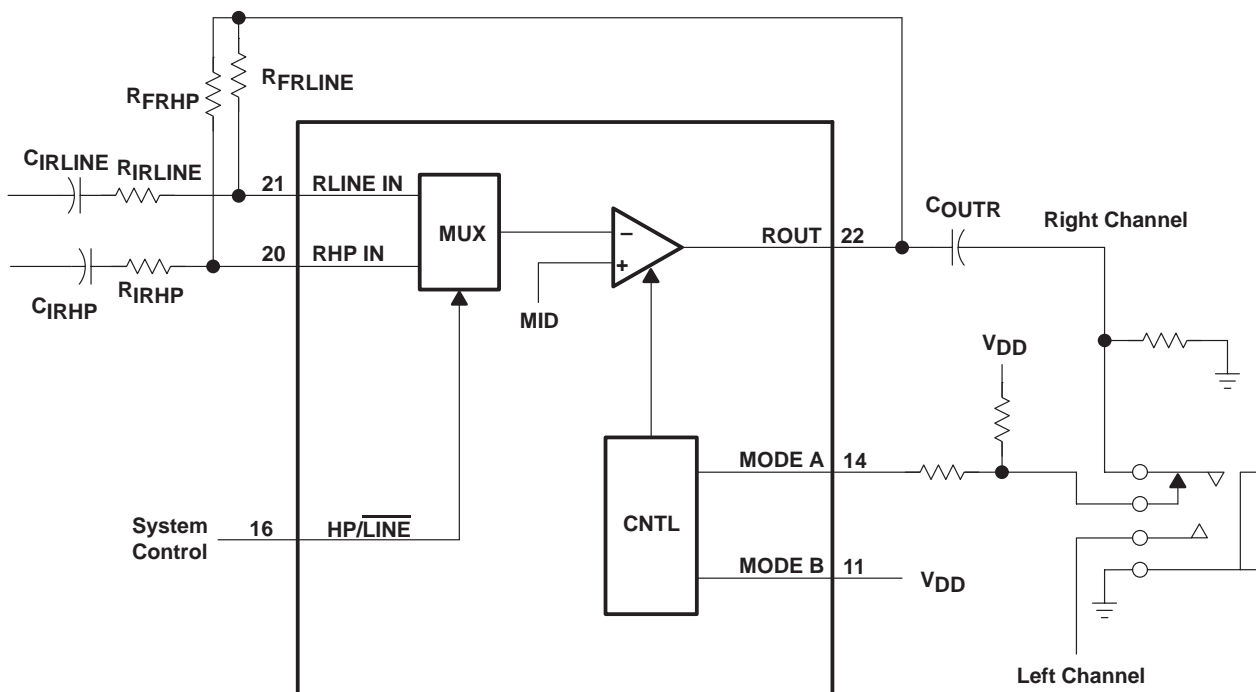 RFRHP
RFRLINE
CIRLINE
RIRLINE
21
RLINE IN
MUX
−
+
ROUT
22
COUTR
Right Channel
20
RHP IN
CIRHP
RIRHP
MID
VDD
MODE A
14
CNTL
System
Control
16
HP/LINE
MODE B
11
VDD
Left Channel